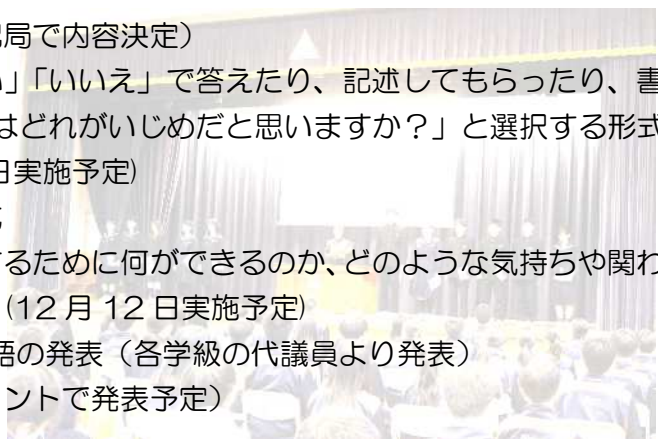 局で内容決定）
」「いいえ」で答えたり、記述してもらったり、書
はどれがいじめだと思いますか？」と選択する形式
日実施予定)
るために何ができるのか、どのような気持ちや関わ
(12 月 12 日実施予定)
語の発表（各学級の代議員より発表）
ントで発表予定）